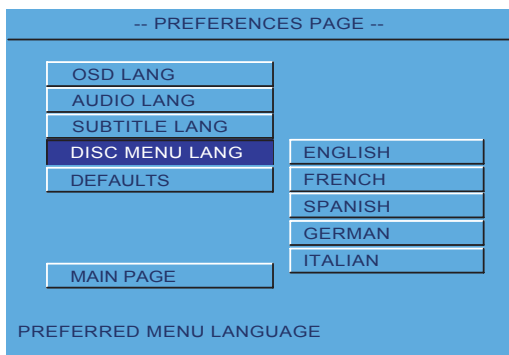 -- PREFERENCES PAGE --
OSD LANG
AUDIO LANG
SUBTITLE LANG
DISC MENU LANG
DEFAULTS
MAIN PAGE
ENGLISH
FRENCH
SPANISH
GERMAN
ITALIAN
PREFERRED MENU LANGUAGE